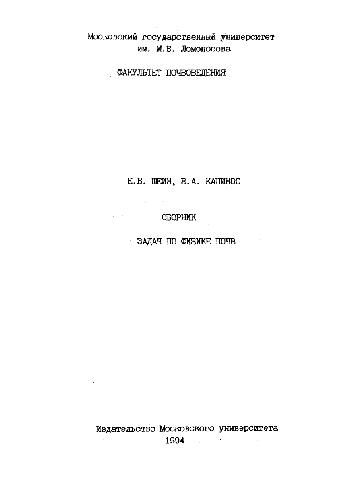 Московский государственный университет
им. М.В. Ломоносова
ФАКУЛЬТЕТ ПОЧВОВЕДЕНИЯ
Е.В. ШЕИН, В.А. КАПИНОС
СБОРНИК
ЗАДАЧ ПО ФИЗИКЕ ПОЧВ
Издательство Московского университета
1994